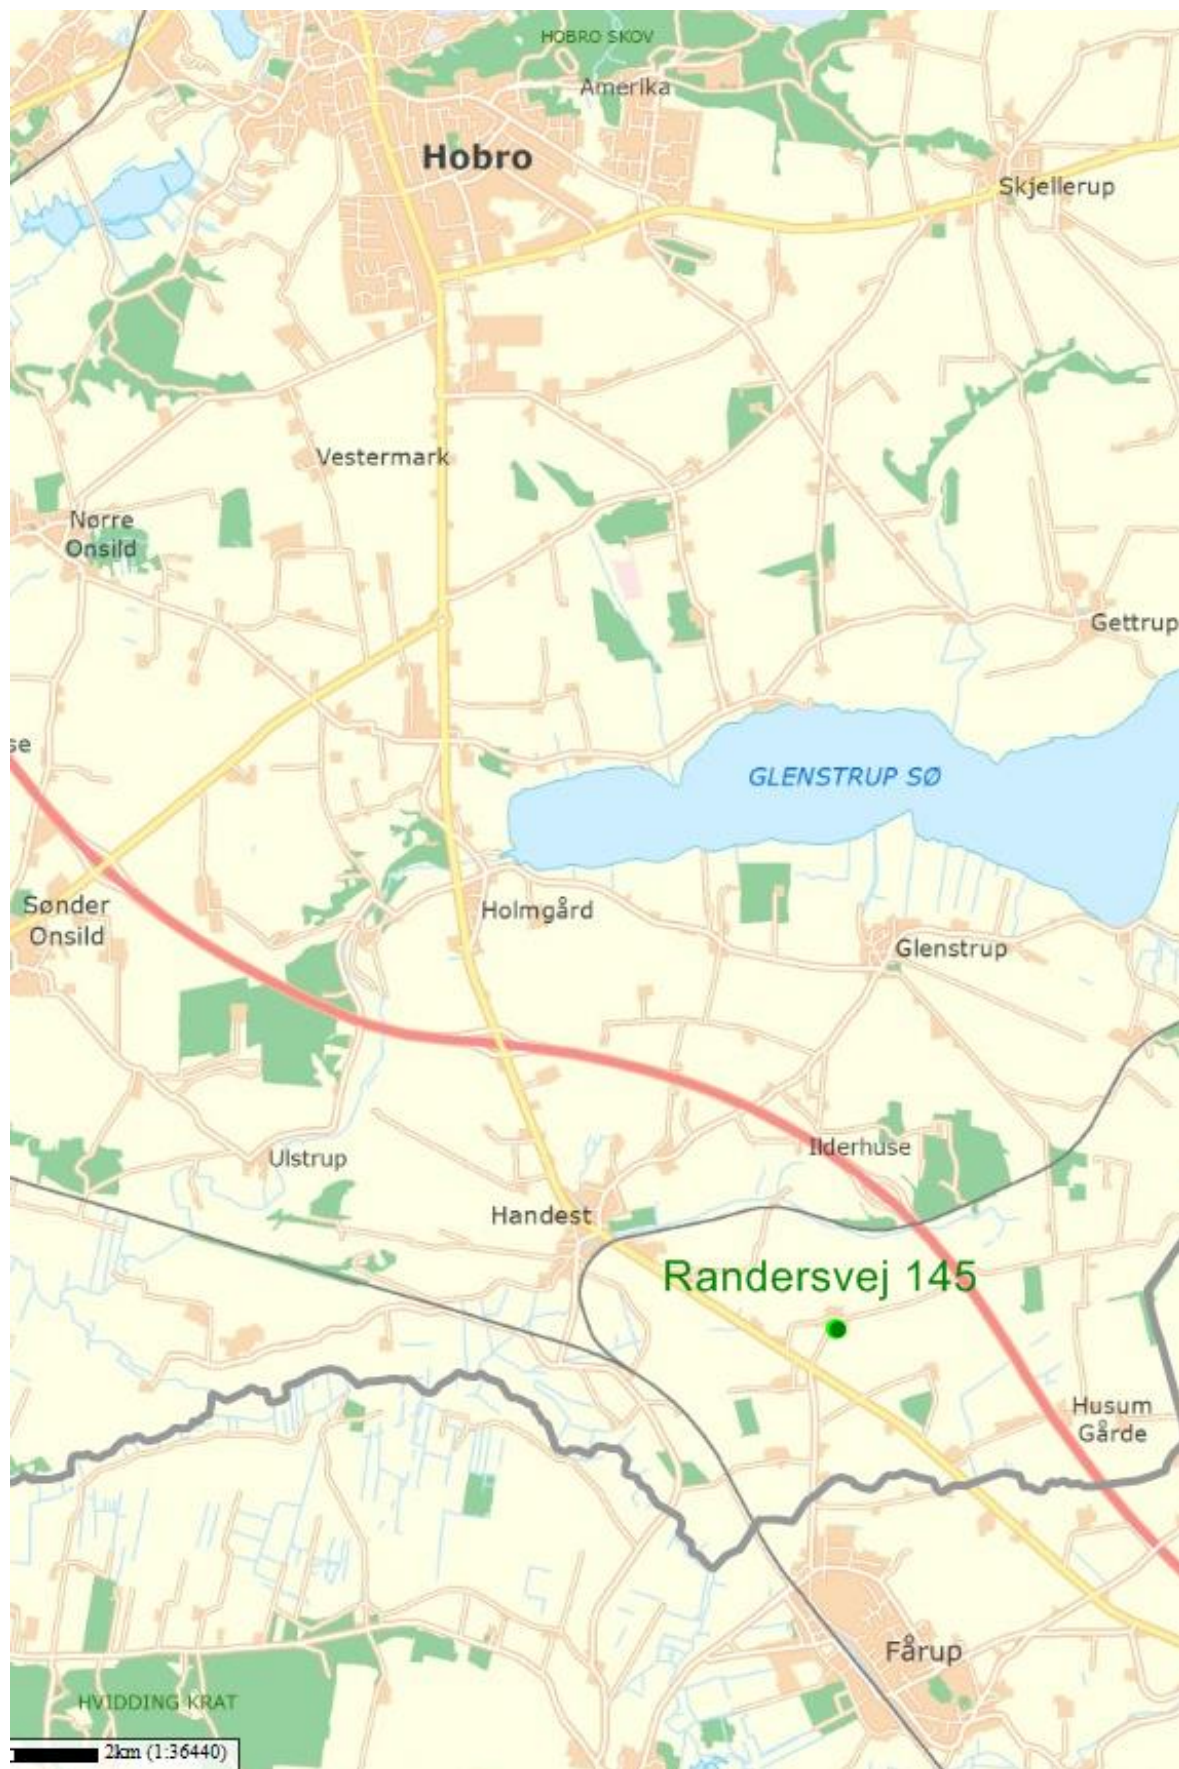 HOBRO SKOV
Amerika
Hobro
Skjellerup
Vestermark
Nørre
Onsild
Gettrup
se
GLENSTRUP SØ
Sønder
Onsild
Holmgård
Glenstrup
Ilderhuse
Ulstrup
Handest
Randersvej 145
Husum
Gårde
Fårup
HVIDDING KRAT
2km (1:36440)